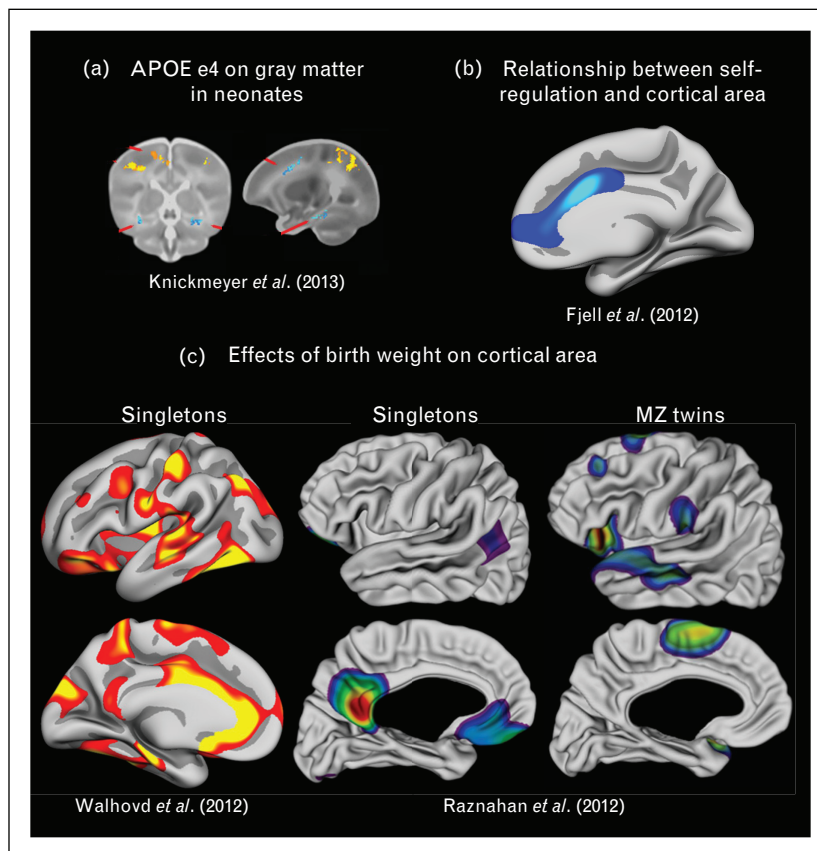 (a) APOE e4 on gray matter
in neonates
(b) Relationship between self-
regulation and cortical area
Knickmeyer et al. (2013)
Fjell et al. (2012)
(c) Effects of birth weight on cortical area
Singletons
Singletons
MZ twins
Walhovd et al. (2012)
Raznahan et al. (2012)